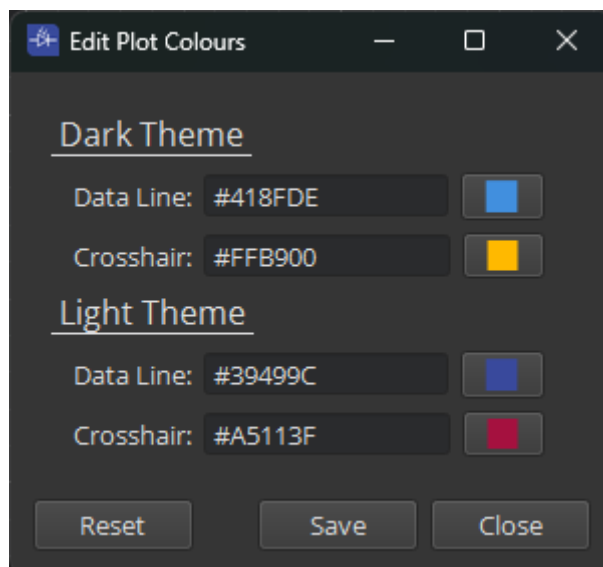 Edit Plot Colours
Dark Theme
Data Line: #418FDE
Crosshair: #FFB900
Light Theme
Data Line: #39499C
Crosshair: #A5113F
Reset Save Close